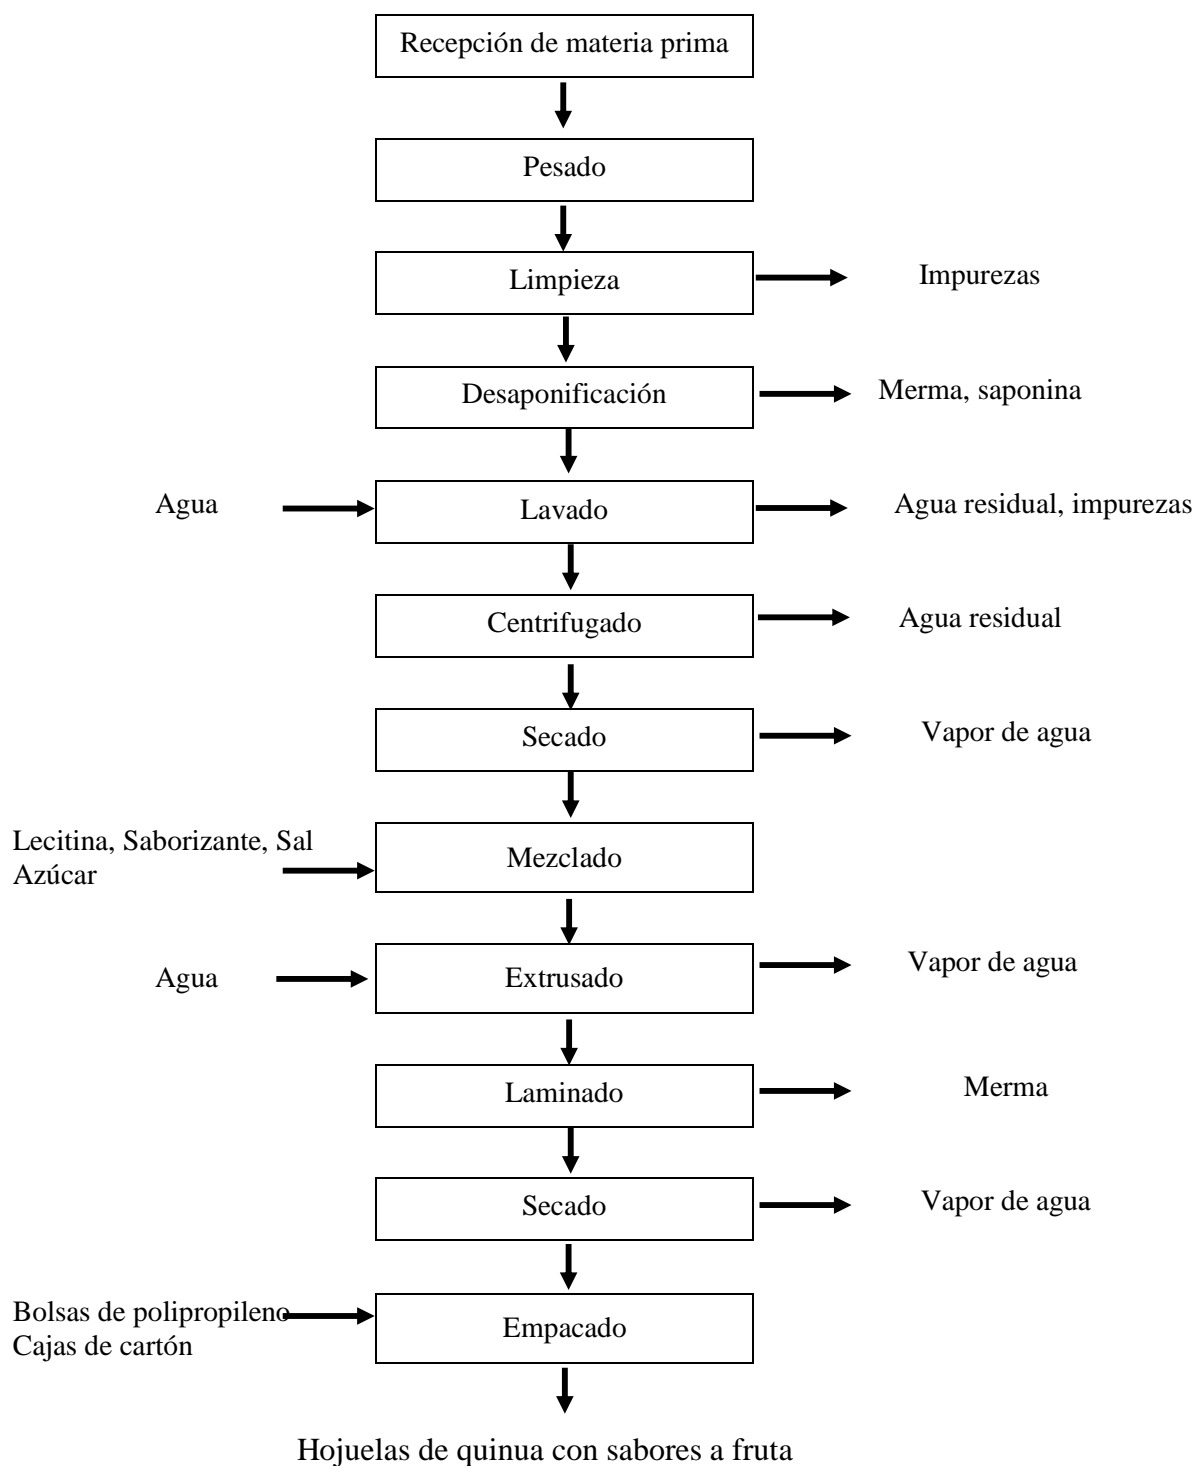 Recepción de materia prima
Pesado
Limpieza
Impurezas
Desaponificación
Merma, saponina
Agua
Lavado
Agua residual, impurezas
Centrifugado
Agua residual
Secado
Vapor de agua
Lecitina, Saborizante, Sal
Azúcar
Mezclado
Agua
Extrusado
Vapor de agua
Laminado
Merma
Secado
Vapor de agua
Bolsas de polipropileno
Cajas de cartón
Empacado
Hojuelas de quinua con sabores a fruta